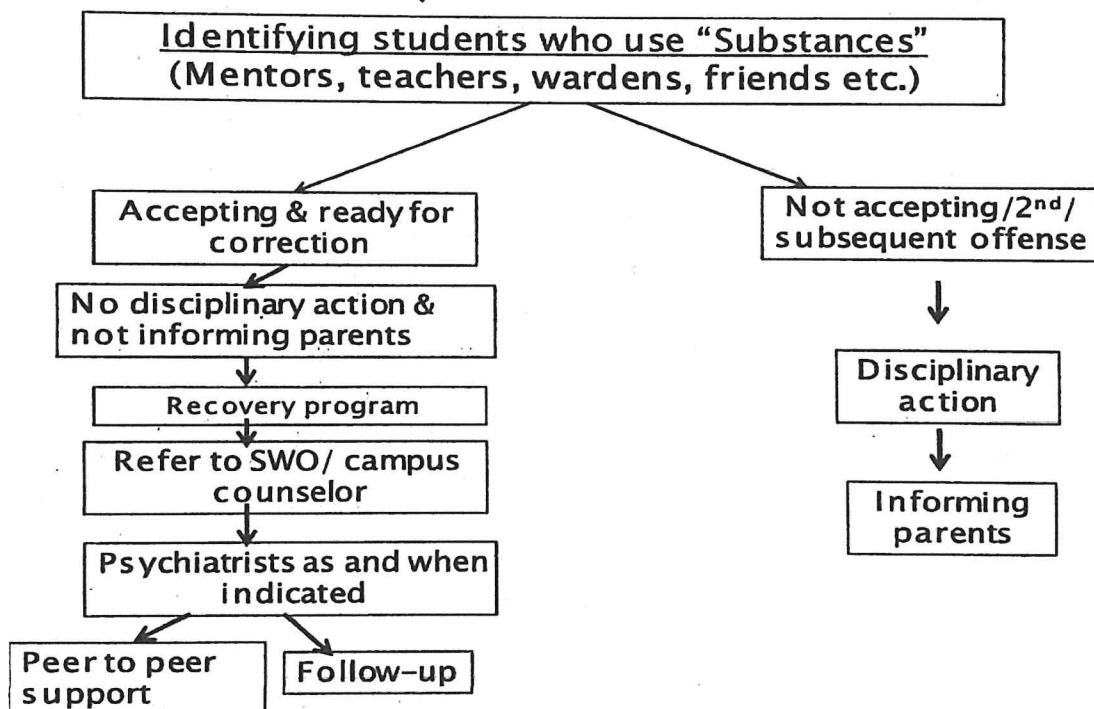 Identifying students who use “Substances”
(Mentors, teachers, wardens, friends etc.)
Accepting & ready for
correction
No disciplinary action &
not informing parents
Recovery program
Refer to SWO/ campus
counselor
Psychiatrists as and when
indicated
Peer to peer
support
Follow-up
Not accepting/2nd/
subsequent offense
Disciplinary
action
Informing
parents